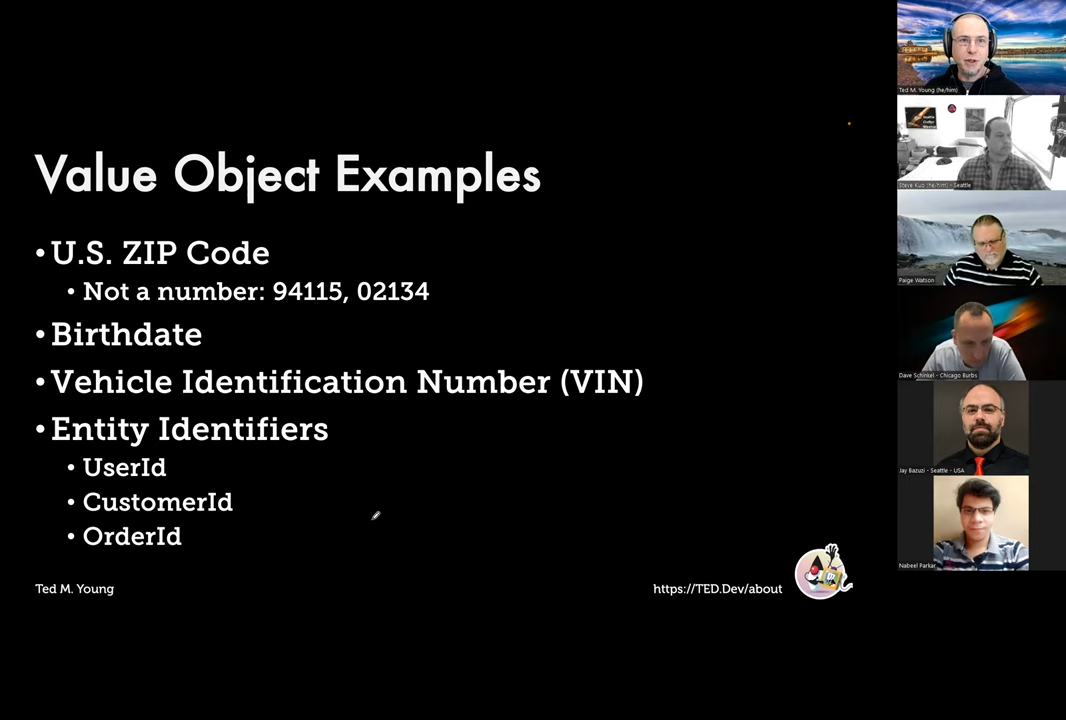 Value Object Examples
• U.S. ZIP Code
• Not a number: 94115, 02134
• Birthdate
• Vehicle Identification Number (VIN)
• Entity Identifiers
• UserId
• CustomerId
• OrderId
Ted M. Young
https://TED.Dev/about
Ted M. Young (he/him)
Steve Kuo (he/him) - Seattle
Paige Watson
Dave Schinkel - Chicago Burbs
Jay Bazuzi - Seattle - USA
Nabeel Parkar